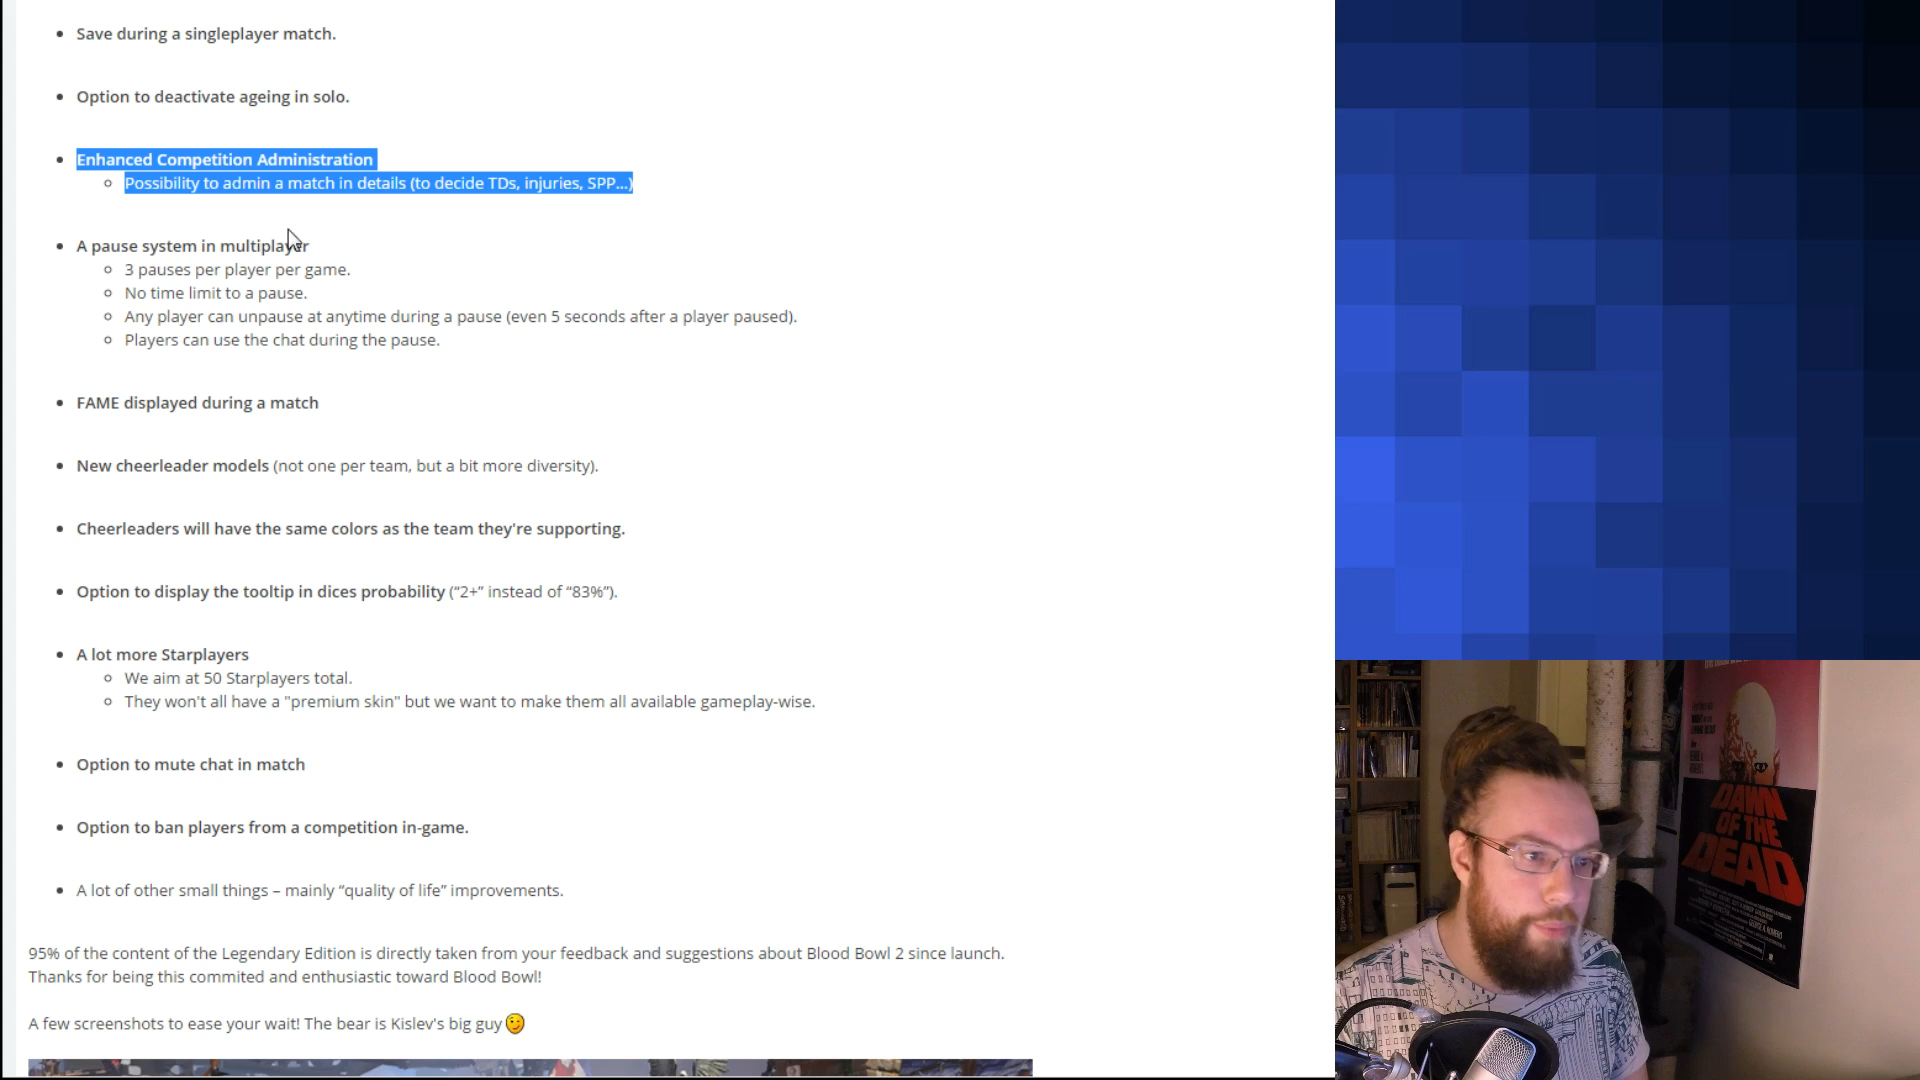 Save during a singleplayer match.
Option to deactivate ageing in solo.
Enhanced Competition Administration
Possibility to admin a match in details (to decide TDs, injuries, SPP...)
A pause system in multiplayer
3 pauses per player per game.
No time limit to a pause.
Any player can unpause at anytime during a pause (even 5 seconds after a player paused).
Players can use the chat during the pause.
FAME displayed during a match
New cheerleader models (not one per team, but a bit more diversity).
Cheerleaders will have the same colors as the team they're supporting.
Option to display the tooltip in dices probability (“2+” instead of “83%”).
A lot more Starplayers
We aim at 50 Starplayers total.
They won't all have a "premium skin" but we want to make them all available gameplay-wise.
Option to mute chat in match
Option to ban players from a competition in-game.
A lot of other small things – mainly “quality of life” improvements.
95% of the content of the Legendary Edition is directly taken from your feedback and suggestions about Blood Bowl 2 since launch.
Thanks for being this commited and enthusiastic toward Blood Bowl!
A few screenshots to ease your wait! The bear is Kislev's big guy
DAWN
OF THE
DEAD